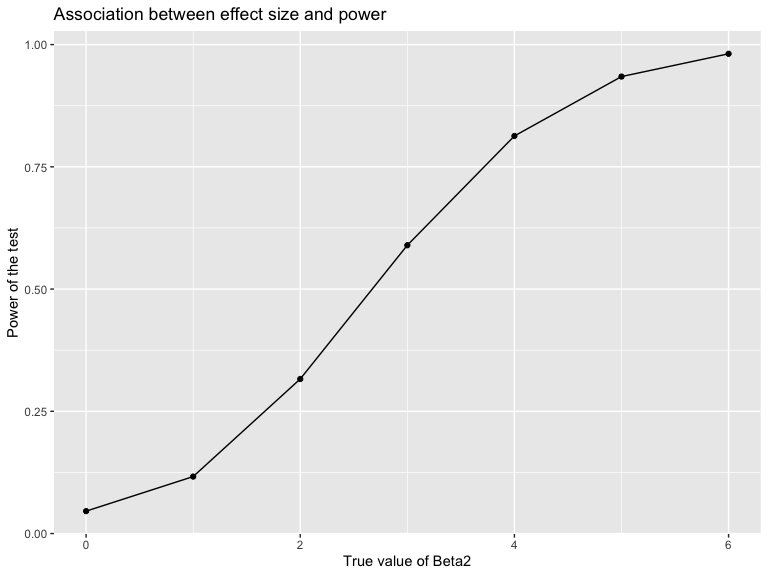 Association between effect size and power
1.00
0.75
0.50
0.25
0.00
Power of the test
0 2 4 6
True value of Beta2